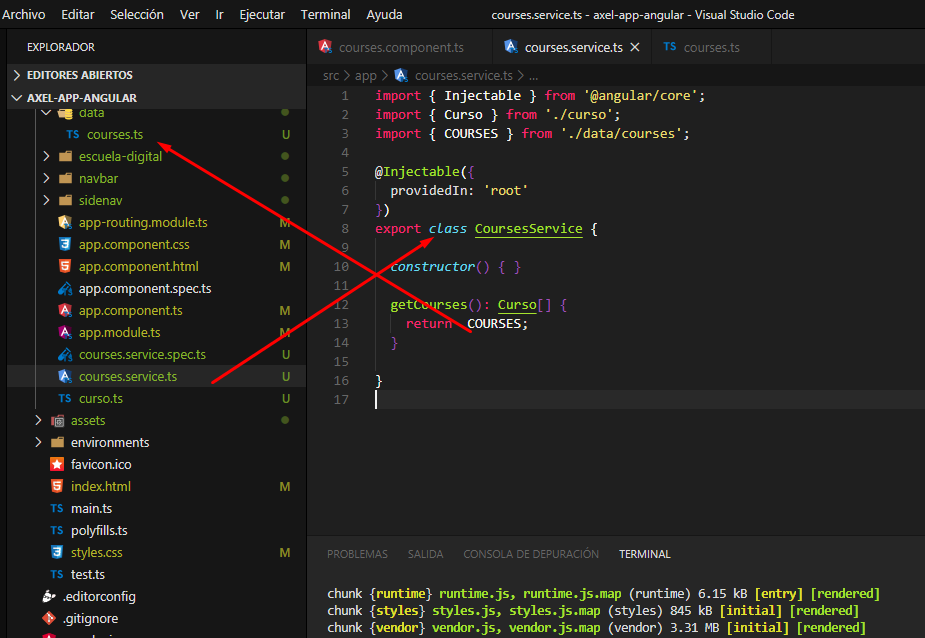 Archivo Editar Selección Ver Ir Ejecutar Terminal Ayuda courses.service.ts - axel-app-angular - Visual Studio Code
EXPLORADOR
EDITORES ABIERTOS
AXEL-APP-ANGULAR
data
TS courses.ts U
escuela-digital
navbar
sidenav
app-routing.module.ts M
app.component.css M
app.component.html M
app.component.spec.ts
app.component.ts M
app.module.ts M
courses.service.spec.ts U
courses.service.ts U
TS curso.ts U
assets
environments
favicon.ico
index.html M
TS main.ts
TS polyfills.ts
styles.css M
TS test.ts
.editorconfig
.gitignore
courses.component.ts courses.service.ts TS courses.ts
src > app > courses.service.ts > ...
1 import { Injectable } from '@angular/core';
2 import { Curso } from './curso';
3 import { COURSES } from './data/courses';
4
5 @Injectable({
6 providedIn: 'root'
7 })
8 export class CoursesService {
9
10 constructor() { }
11
12 getCourses(): Curso[] {
13 return COURSES;
14 }
15
16 }
17
PROBLEMAS SALIDA CONSOLA DE DEPURACIÓN TERMINAL
chunk {runtime} runtime.js, runtime.js.map (runtime) 6.15 kB [entry] [rendered]
chunk {styles} styles.js, styles.js.map (styles) 845 kB [initial] [rendered]
chunk {vendor} vendor.js, vendor.js.map (vendor) 3.31 MB [initial] [rendered]